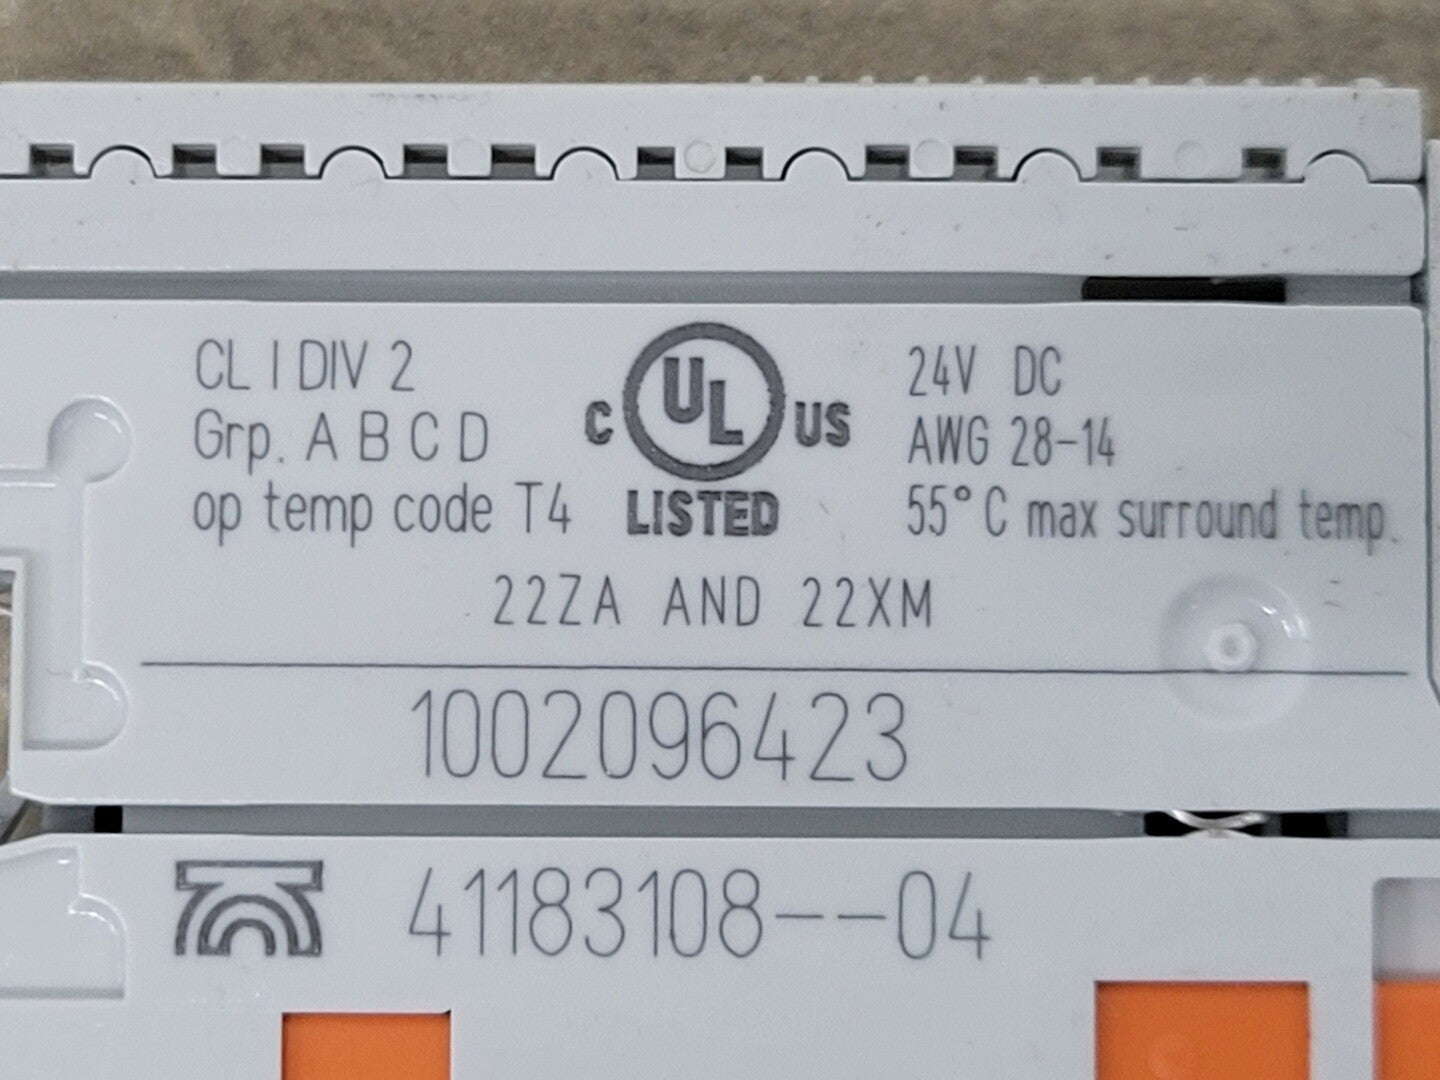 CL I DIV 2
Grp. A B C D
op temp code T4
C UL US
LISTED
24V DC
AWG 28-14
55°C max surround temp.
22ZA AND 22XM
1002096423
41183108--04